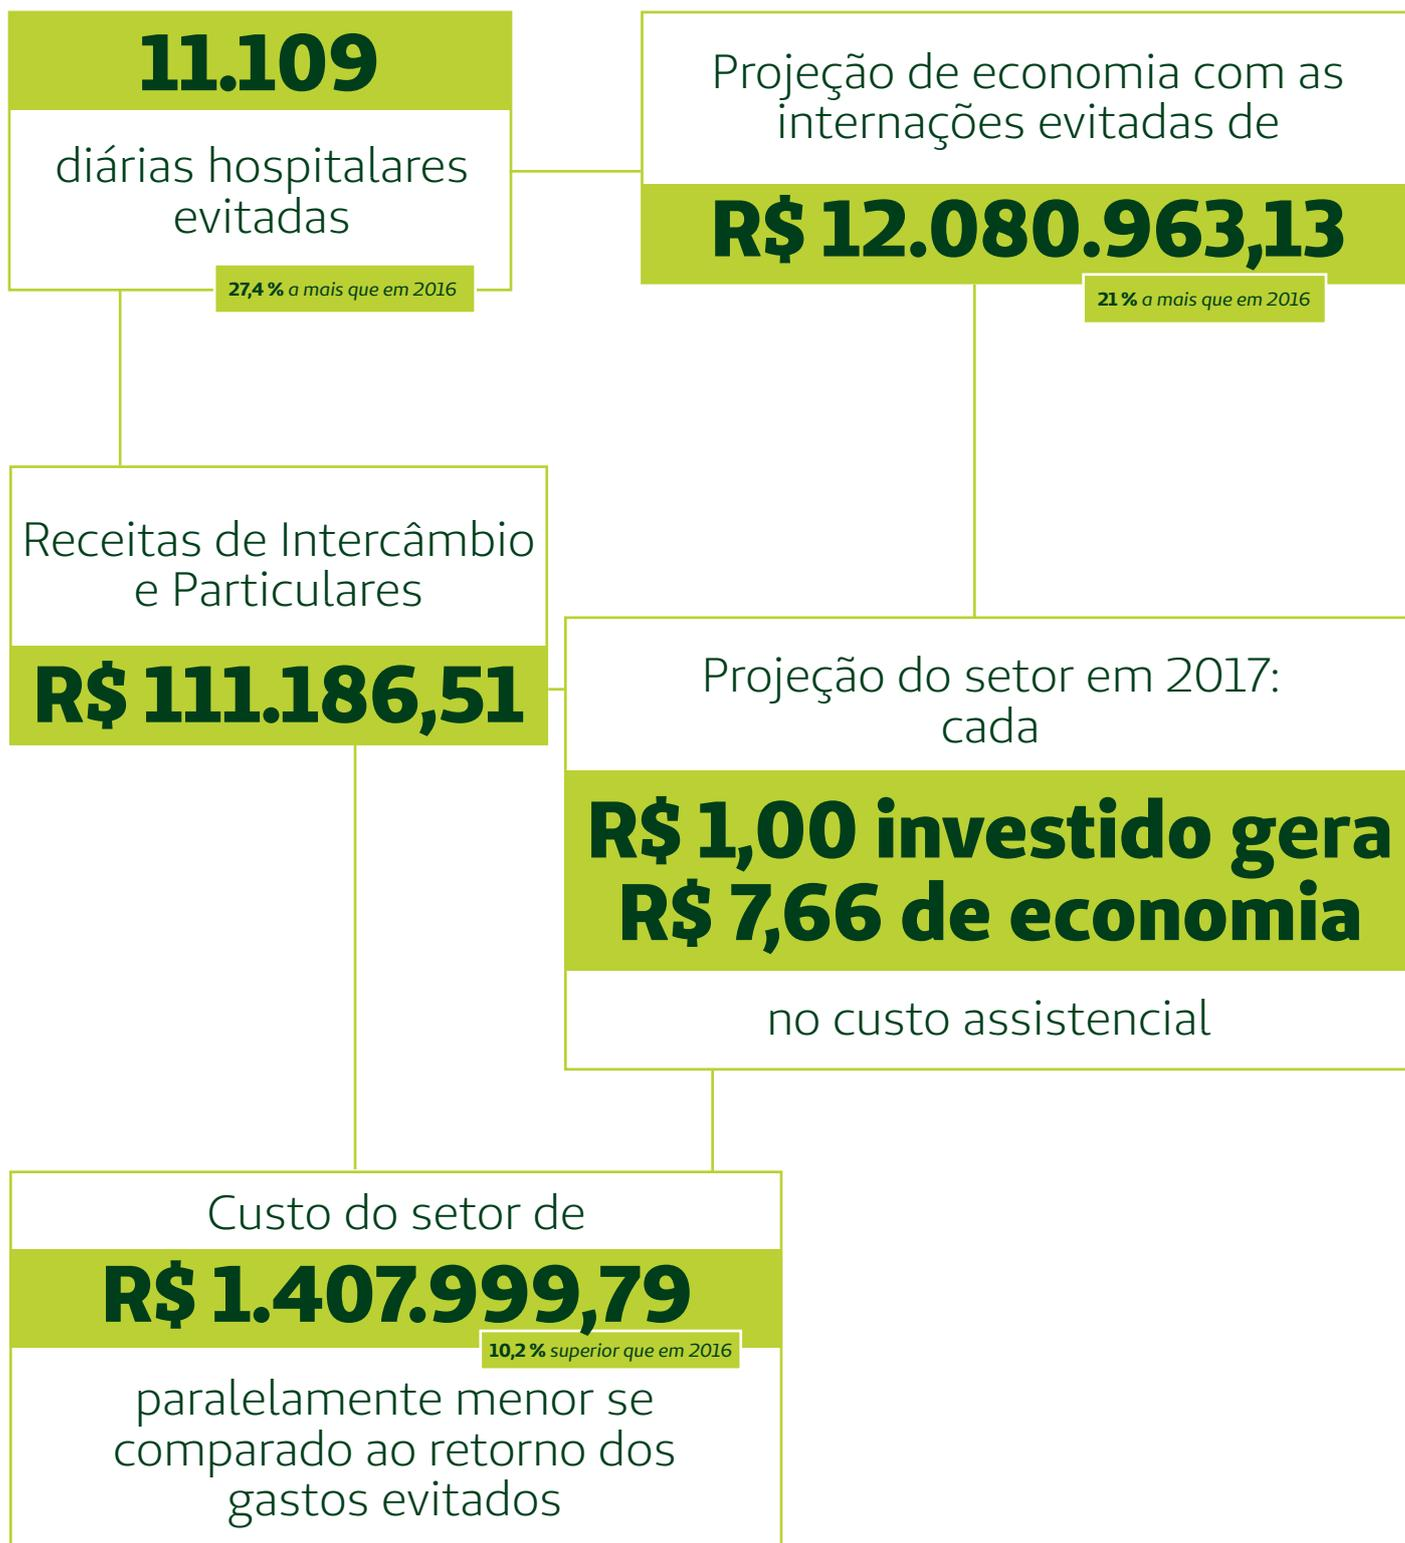 11.109
diárias hospitalares
evitadas
27,4 % a mais que em 2016
Projeção de economia com as
internações evitadas de
R$ 12.080.963,13
21 % a mais que em 2016
Receitas de Intercâmbio
e Particulares
R$ 111.186,51
Projeção do setor em 2017:
cada
R$ 1,00 investido gera
R$ 7,66 de economia
no custo assistencial
Custo do setor de
R$ 1.407.999,79
10,2 % superior que em 2016
paralelamente menor se
comparado ao retorno dos
gastos evitados